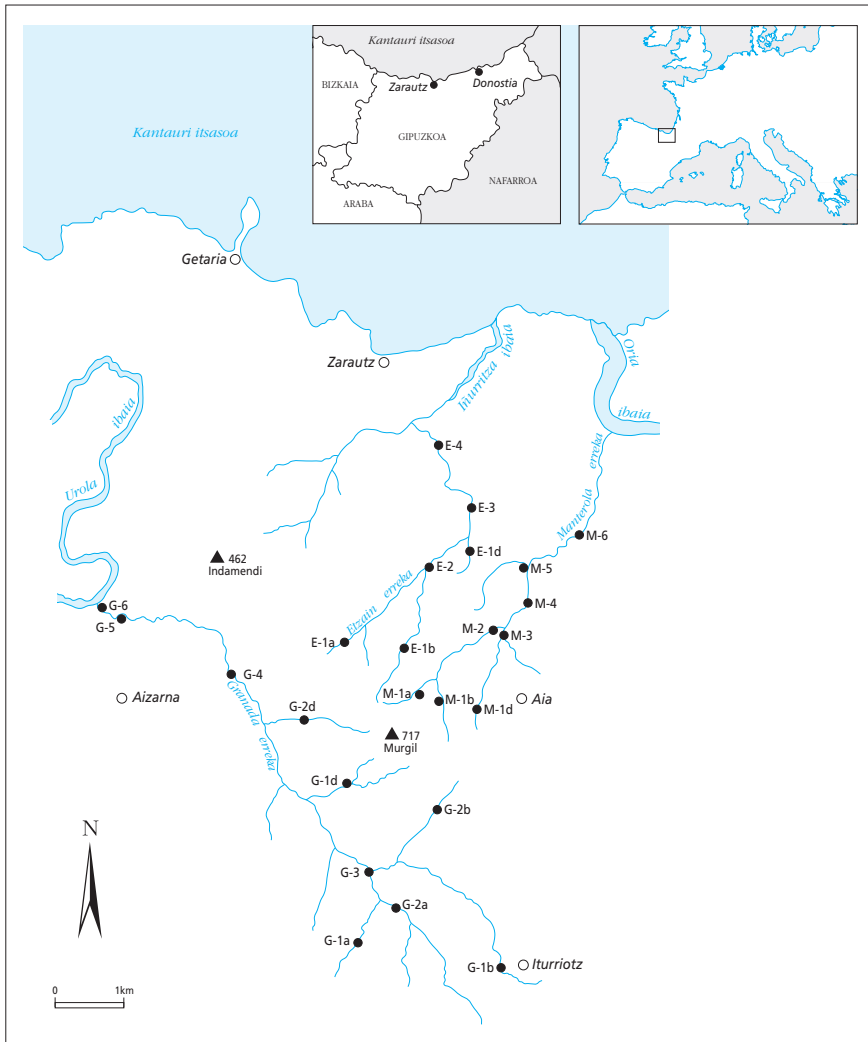 Kantauri itsasoa
BIZKAIA
Zarautz
Donostia
GIPUZKOA
NAFARROA
ARABA
Kantauri itsasoa
Getaria
Zarautz
Iñurritza
ibaia
Oria
ibaia
Urola
ibaia
E-4
Manterola
erreka
E-3
M-6
462
Indamendi
E-1d
E-2
M-5
Etzain erreka
G-6
G-5
M-4
M-2
M-3
E-1a
E-1b
G-4
Granada
erreka
Aizarna
M-1a
M-1b
M-1d
Aia
G-2d
717
Murgil
G-1d
G-2b
N
G-3
G-2a
G-1a
G-1b
Iturriotz
0
1km